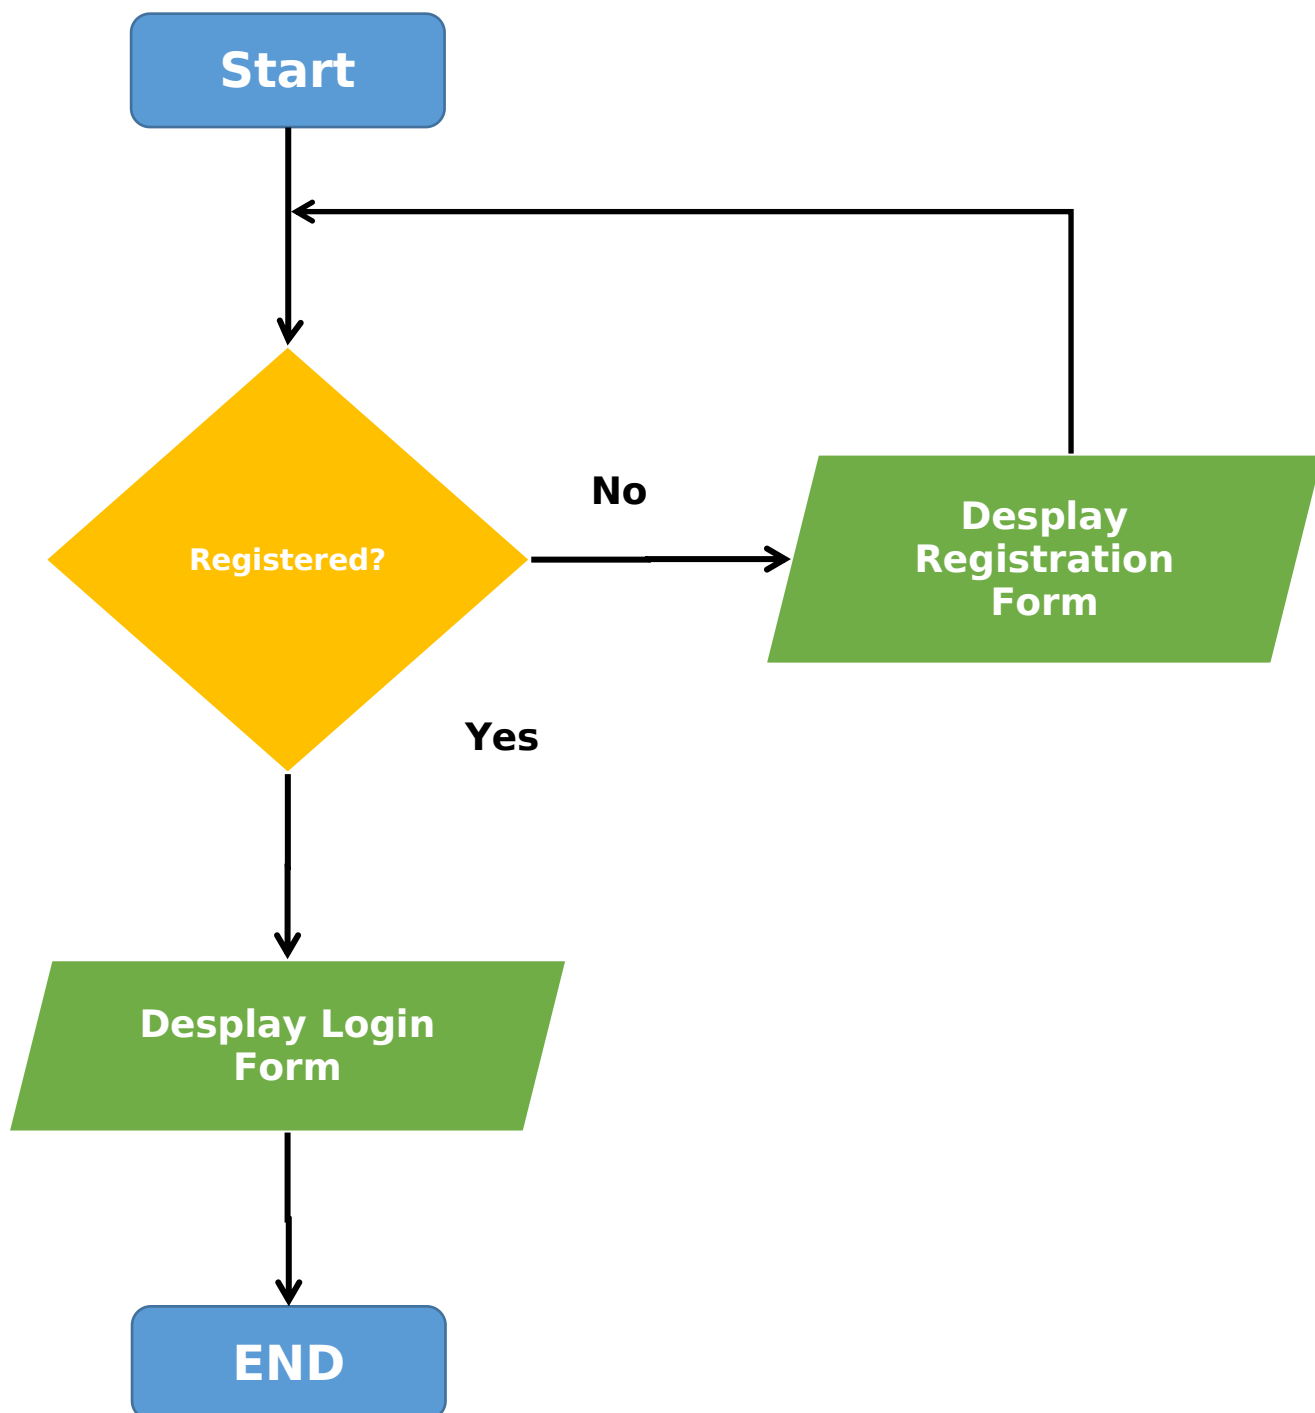 Start
No
Desplay
Registration
Form
Registered?
Yes
Desplay Login
Form
END